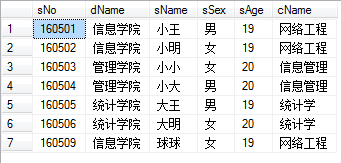 sNo dName sName sSex sAge cName
1 160501 信息学院 小王 男 19 网络工程
2 160502 信息学院 小明 女 19 网络工程
3 160503 管理学院 小小 女 20 信息管理
4 160504 管理学院 小大 男 20 信息管理
5 160505 统计学院 大王 男 19 统计学
6 160506 统计学院 大明 女 20 统计学
7 160509 信息学院 球球 女 19 网络工程